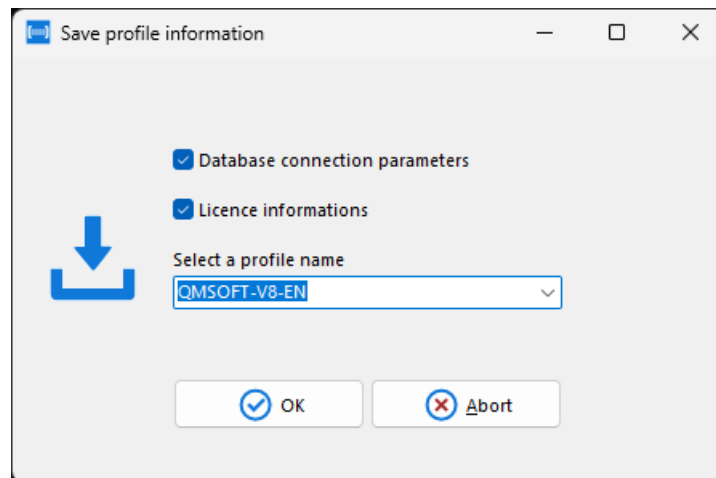 Save profile information
Database connection parameters
Licence informations
Select a profile name
QMSOFT-V8-EN
OK
Abort